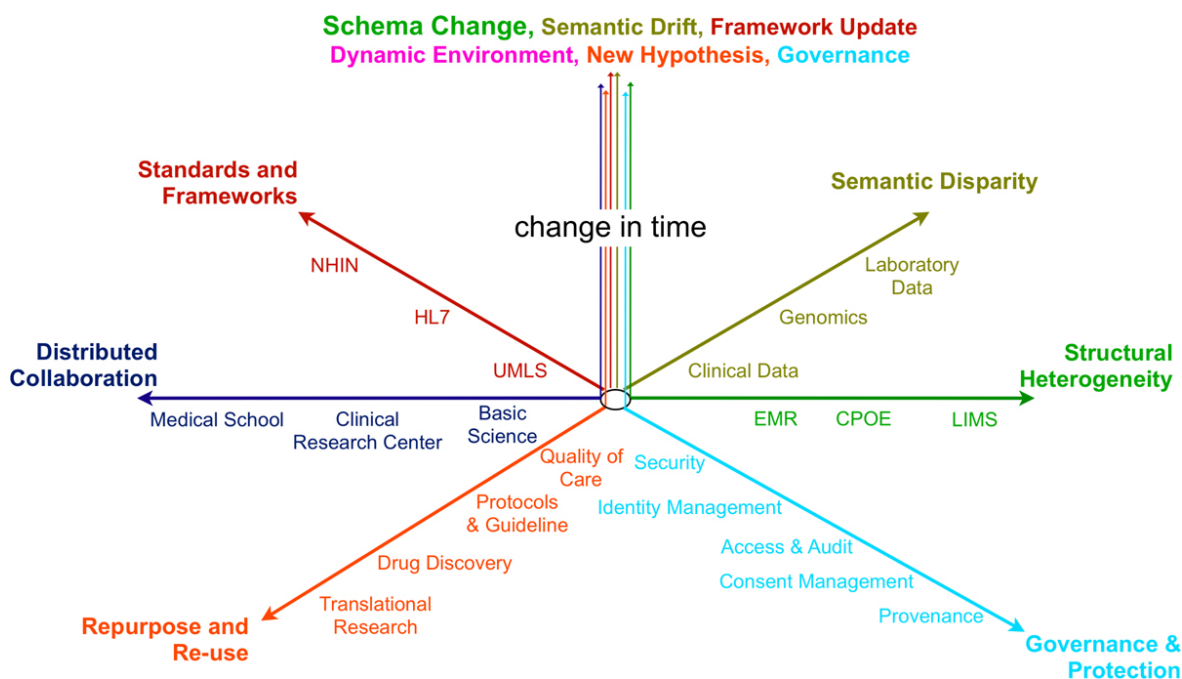 Schema Change, Semantic Drift, Framework Update
Dynamic Environment, New Hypothesis, Governance
Standards and
Frameworks
Semantic Disparity
change in time
NHIN
Laboratory
Data
HL7
Genomics
UMLS
Clinical Data
Distributed
Collaboration
Structural
Heterogeneity
Medical School
Clinical
Research Center
Basic
Science
EMR
CPOE
LIMS
Quality of
Care
Security
Protocols
& Guideline
Identity Management
Drug Discovery
Access & Audit
Consent Management
Translational
Research
Provenance
Repurpose and
Re-use
Governance &
Protection